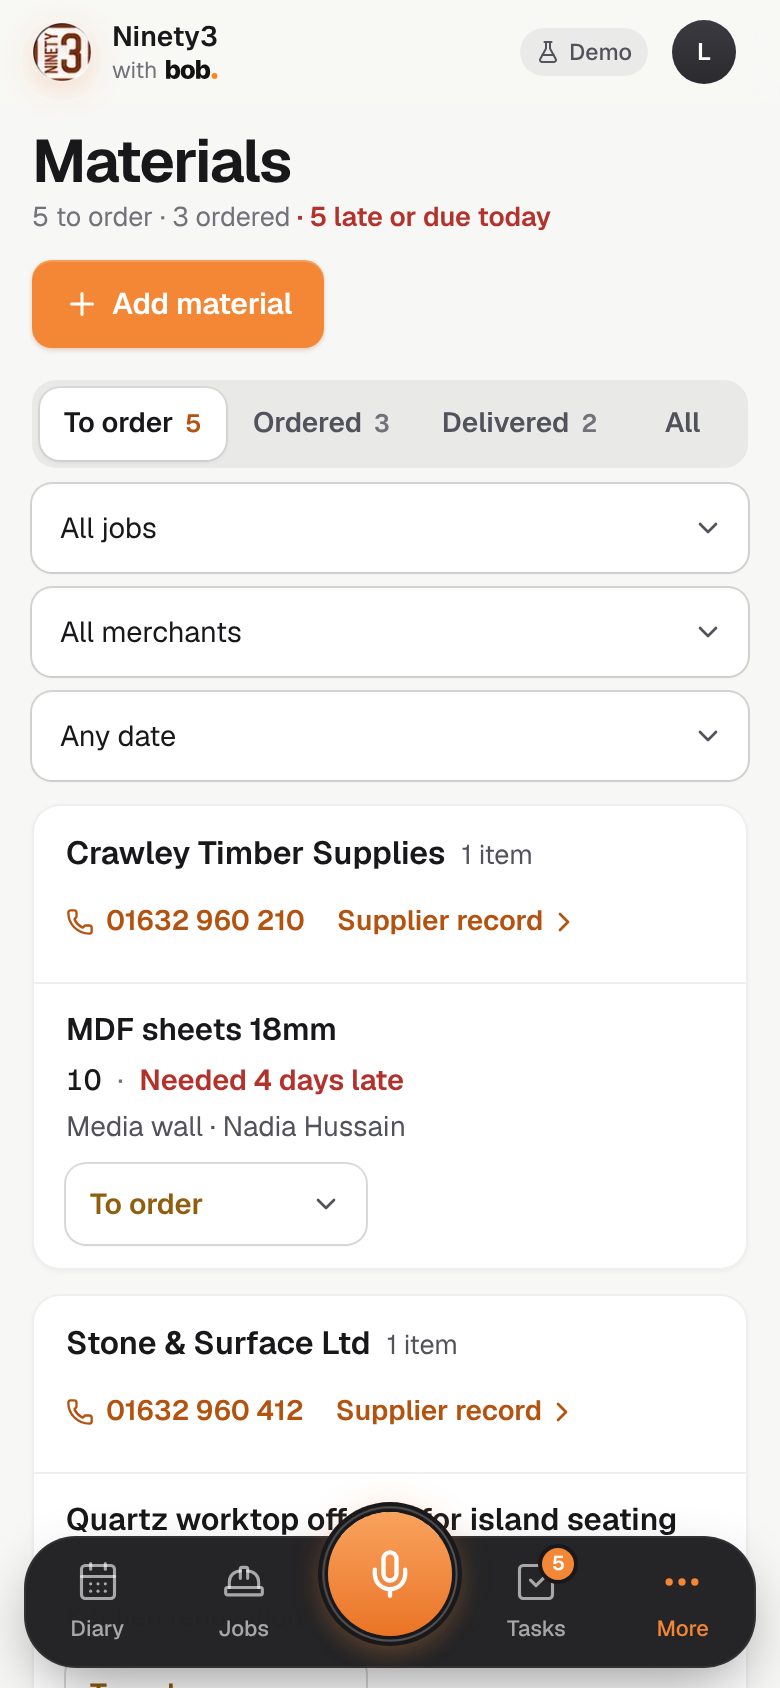 NINETY 3
Ninety3
with bob.
Demo
L
Materials
5 to order · 3 ordered · 5 late or due today
+ Add material
To order 5
Ordered 3
Delivered 2
All
All jobs
All merchants
Any date
Crawley Timber Supplies 1 item
01632 960 210 Supplier record
MDF sheets 18mm
10 · Needed 4 days late
Media wall · Nadia Hussain
To order
Stone & Surface Ltd 1 item
01632 960 412 Supplier record
Quartz worktop for island seating
Diary
Jobs
5
Tasks
More